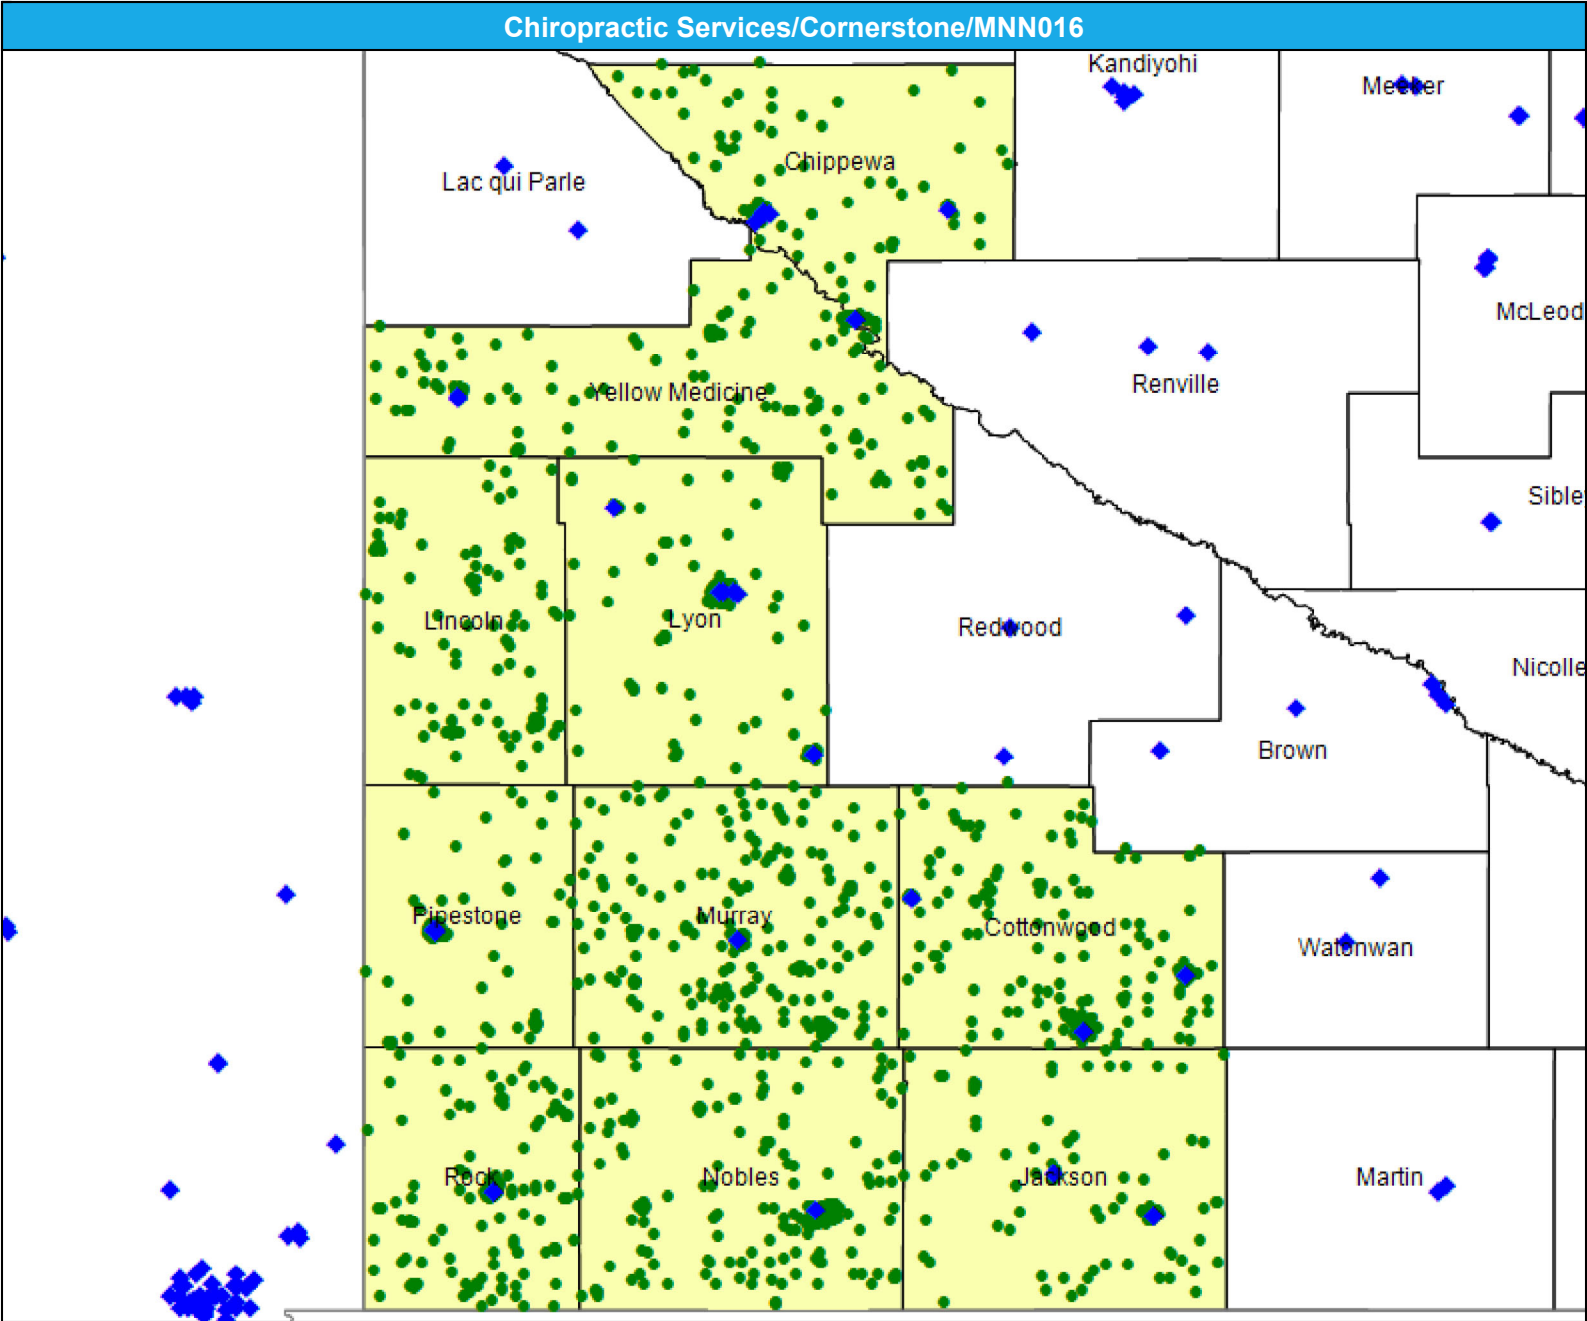 Chiropractic Services/Cornerstone/MNN016
Kandiyohi
Meeker
Chippewa
Lac qui Parle
McLeod
Renville
Yellow Medicine
Sible
Lincoln
Lyon
Redwood
Nicolle
Brown
Pipestone
Murray
Cottonwood
Watonwan
Rock
Nobles
Jackson
Martin